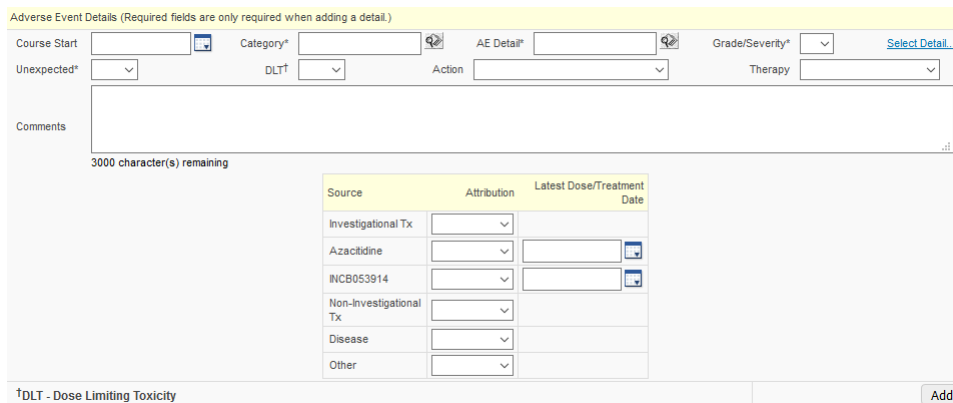 Adverse Event Details (Required fields are only required when adding a detail.)
Course Start Category* AE Detail* Grade/Severity* Select Detail...
Unexpected* DLT† Action Therapy
Comments
3000 character(s) remaining
Source Attribution Latest Dose/Treatment
Date
Investigational Tx
Azacitidine
INCB053914
Non-Investigational
Tx
Disease
Other
†DLT - Dose Limiting Toxicity Add